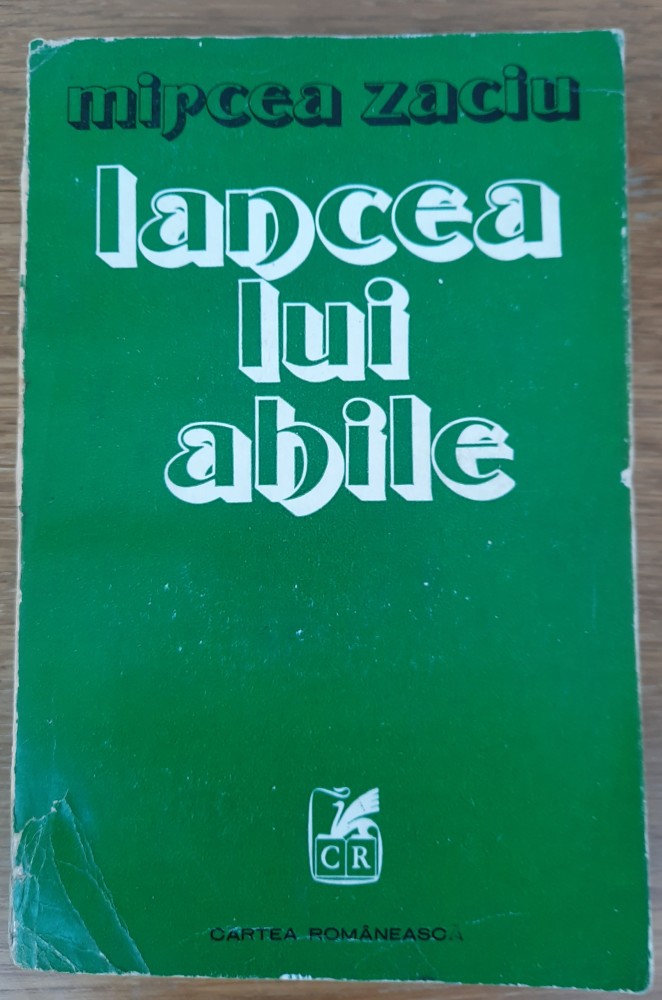 mircea zaciu
lancea
lui
ahile
CR
CARTEA ROMÂNEASCĂ